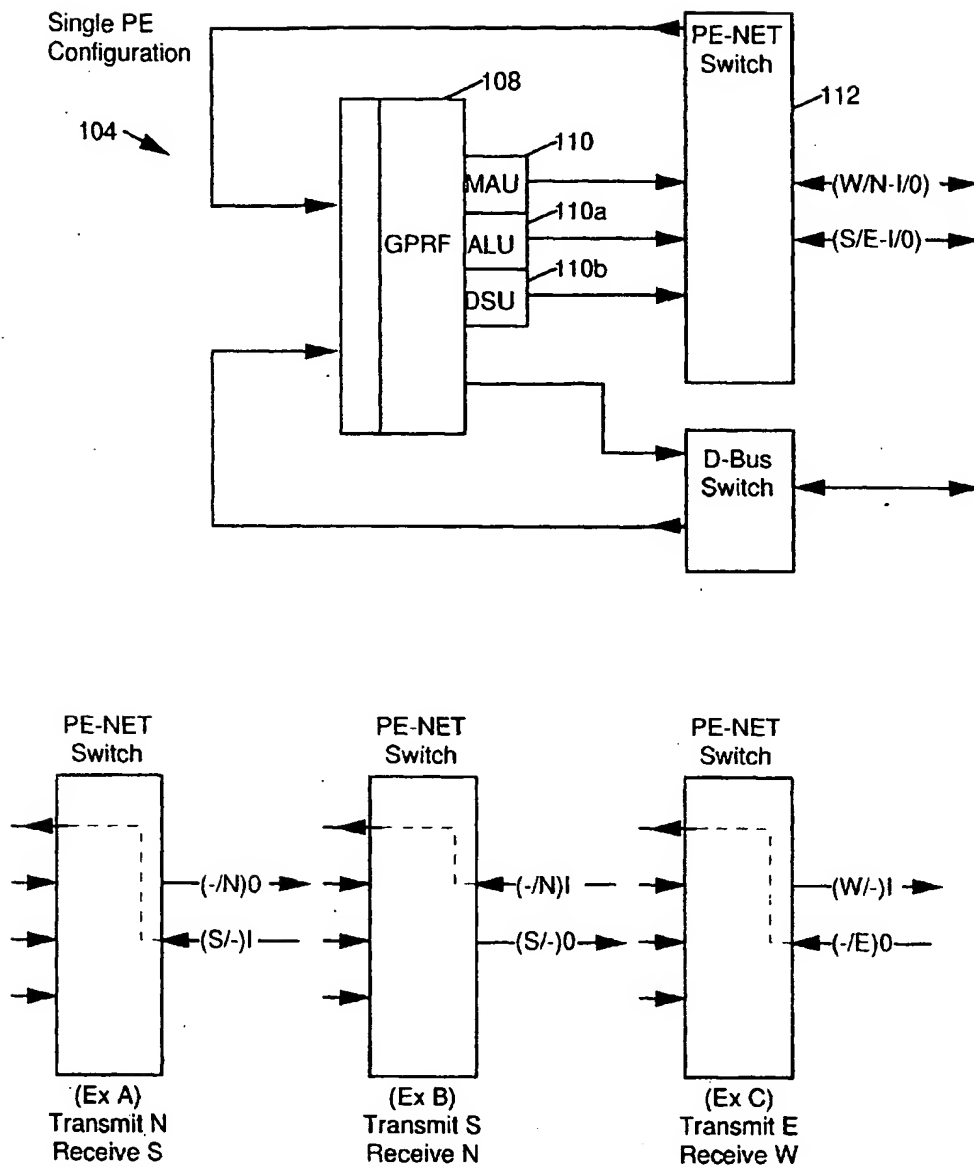 Single PE
Configuration
104
108
PE-NET
Switch
112
110
MAU
(W/N-I/0)
110a
GPRF
ALU
(S/E-I/0)
110b
DSU
D-Bus
Switch
PE-NET
Switch
PE-NET
Switch
PE-NET
Switch
(-/N)0
(S/-)I
(-/N)I
(S/-)0
(W/-)I
(-/E)0
(Ex A)
Transmit N
Receive S
(Ex B)
Transmit S
Receive N
(Ex C)
Transmit E
Receive W